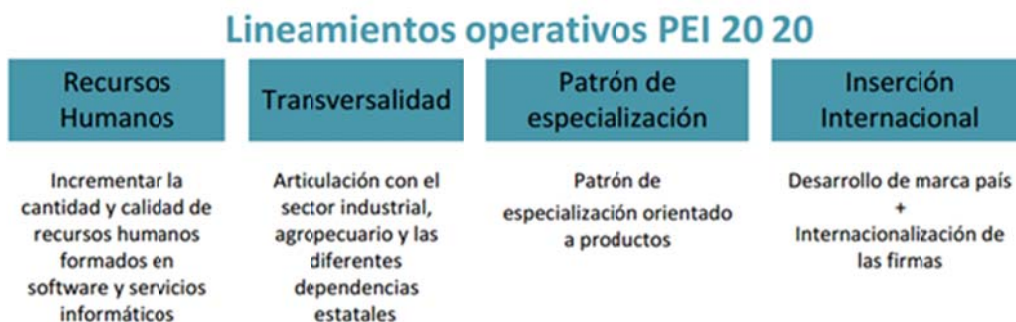 Lineamientos operativos PEI 2020
Recursos
Humanos
Incrementar la
cantidad y calidad de
recursos humanos
formados en
software y servicios
informáticos
Transversalidad
Articulación con el
sector industrial,
agropecuario y las
diferentes
dependencias
estatales
Patrón de
especialización
Patrón de
especialización orientado
a productos
Inserción
Internacional
Desarrollo de marca país
+
Internacionalización de
las firmas